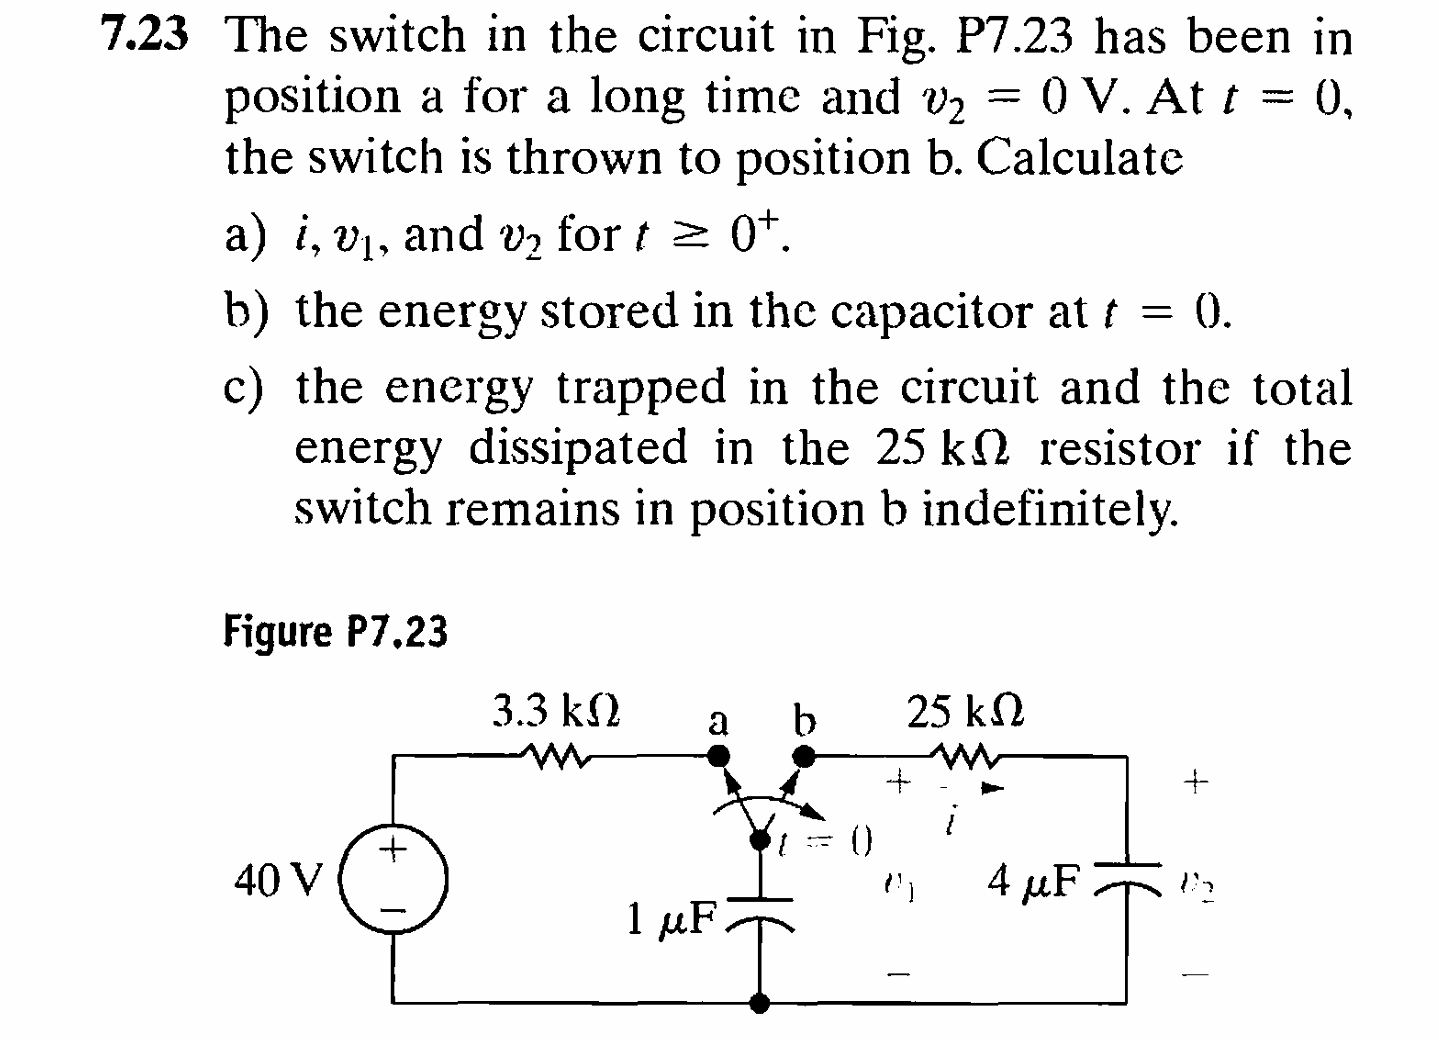 7.23 The switch in the circuit in Fig. P7.23 has been in
position a for a long time and v₂ = 0 V. At t = 0,
the switch is thrown to position b. Calculate
a) i, v₁, and v₂ for t ≥ 0⁺.
b) the energy stored in the capacitor at t = 0.
c) the energy trapped in the circuit and the total
energy dissipated in the 25 kΩ resistor if the
switch remains in position b indefinitely.
Figure P7.23
3.3 kΩ a b 25 kΩ
+ +
i
+ t = 0
40 V v₁ 4 μF v₂
−
1 μF
− −